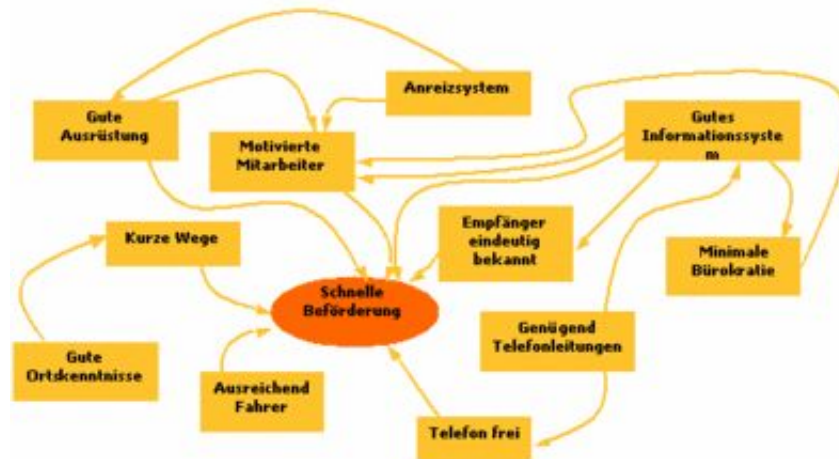 Anreizsystem
Gute
Ausrüstung
Motivierte
Mitarbeiter
Gutes
Informationssyste
m
Kurze Wege
Empfänger
eindeutig
bekannt
Minimale
Bürokratie
Schnelle
Beförderung
Genügend
Telefonleitungen
Gute
Ortskenntnisse
Ausreichend
Fahrer
Telefon frei